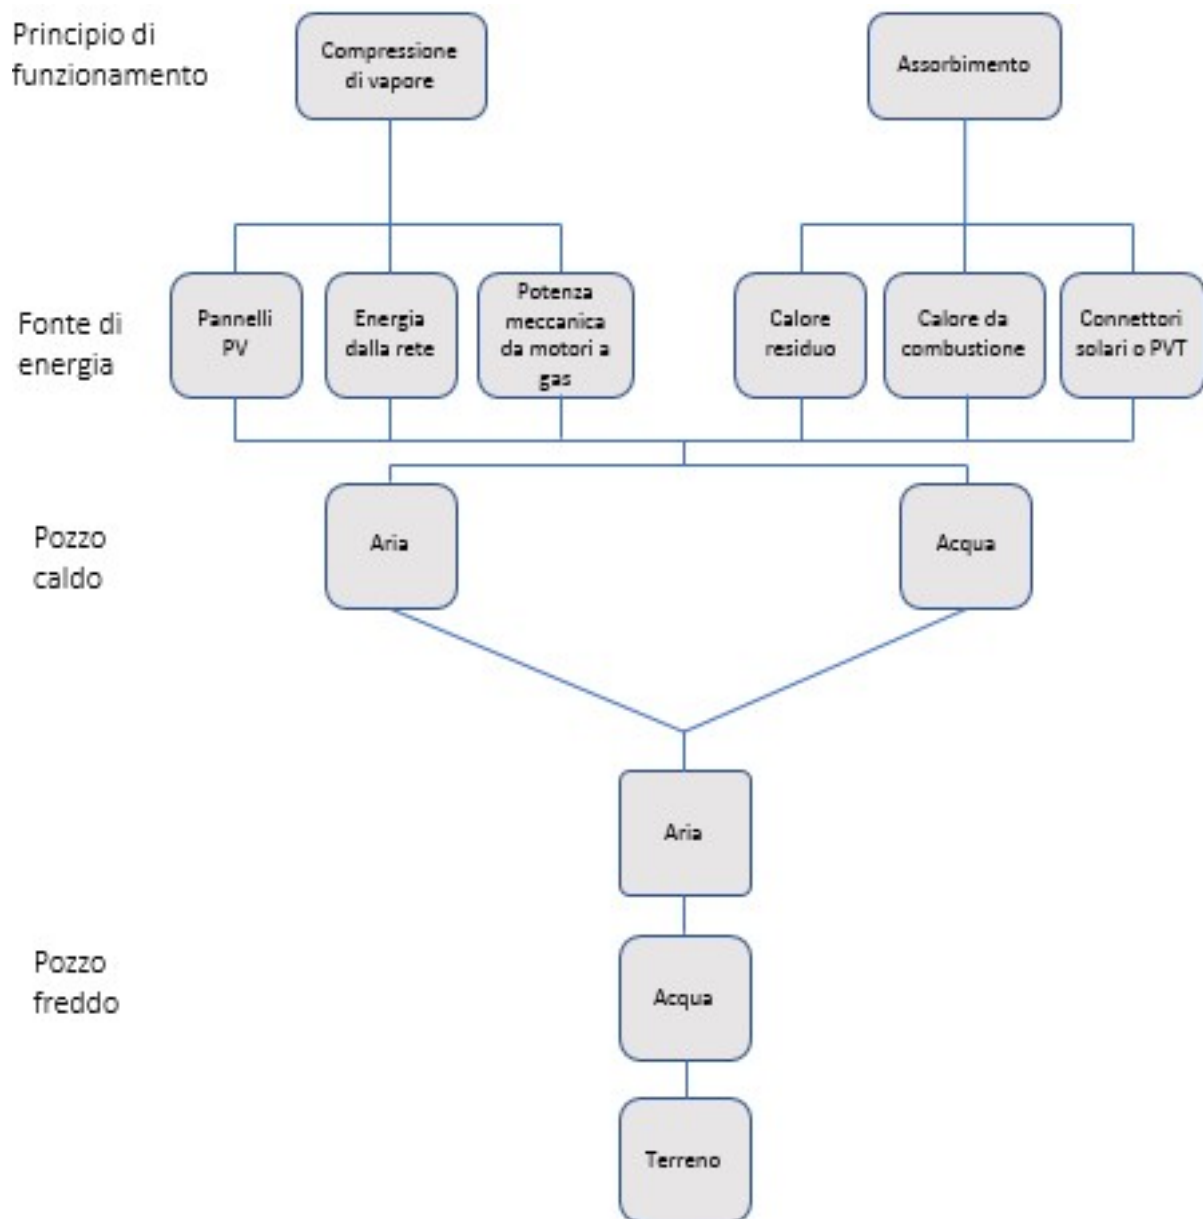 Principio di
funzionamento
Compressione
di vapore
Assorbimento
Fonte di
energia
Pannelli
PV
Energia
dalla rete
Potenza
meccanica
da motori a
gas
Calore
residuo
Calore da
combustione
Connettori
solari o PVT
Pozzo
caldo
Aria
Acqua
Aria
Pozzo
freddo
Acqua
Terreno